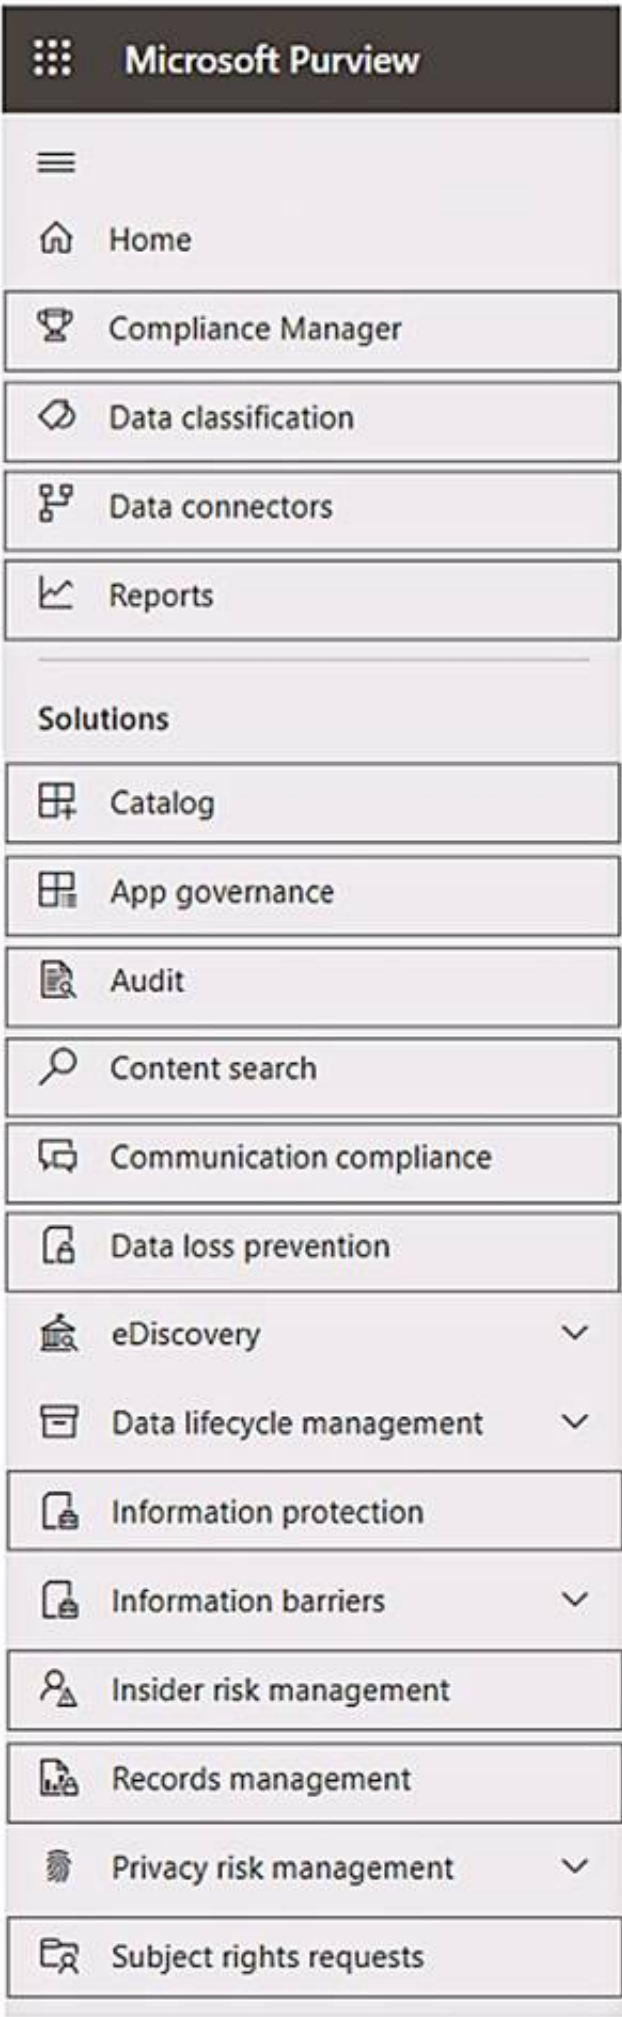 Microsoft Purview
Home
Compliance Manager
Data classification
Data connectors
Reports
Solutions
Catalog
App governance
Audit
Content search
Communication compliance
Data loss prevention
eDiscovery
Data lifecycle management
Information protection
Information barriers
Insider risk management
Records management
Privacy risk management
Subject rights requests